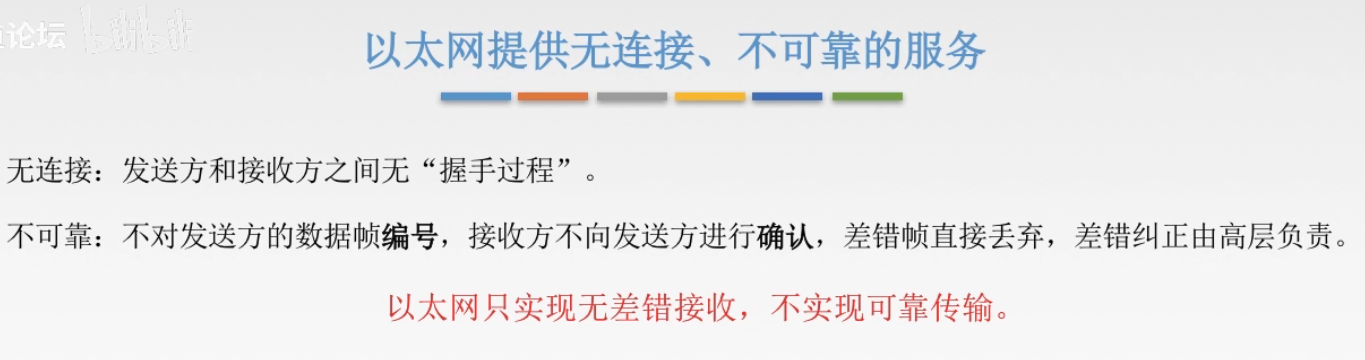 论坛 bilibili
以太网提供无连接、不可靠的服务
无连接：发送方和接收方之间无“握手过程”。
不可靠：不对发送方的数据帧编号，接收方不向发送方进行确认，差错帧直接丢弃，差错纠正由高层负责。
以太网只实现无差错接收，不实现可靠传输。